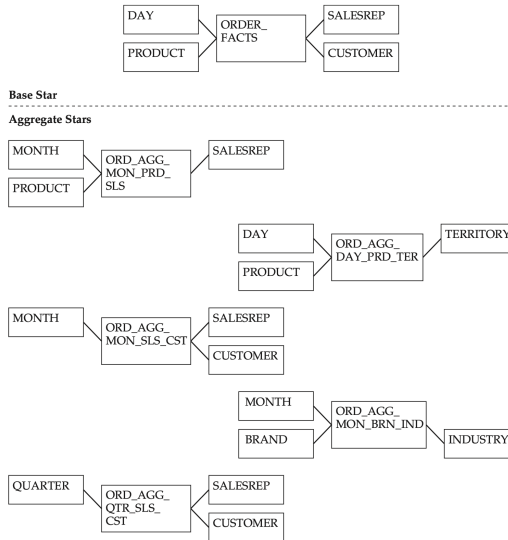 DAY
PRODUCT
ORDER_
FACTS
SALESREP
CUSTOMER
Base Star
Aggregate Stars
MONTH
PRODUCT
ORD_AGG_
MON_PRD_
SLS
SALESREP
DAY
PRODUCT
ORD_AGG_
DAY_PRD_TER
TERRITORY
MONTH
ORD_AGG_
MON_SLS_CST
SALESREP
CUSTOMER
MONTH
BRAND
ORD_AGG_
MON_BRN_IND
INDUSTRY
QUARTER
ORD_AGG_
QTR_SLS_
CST
SALESREP
CUSTOMER